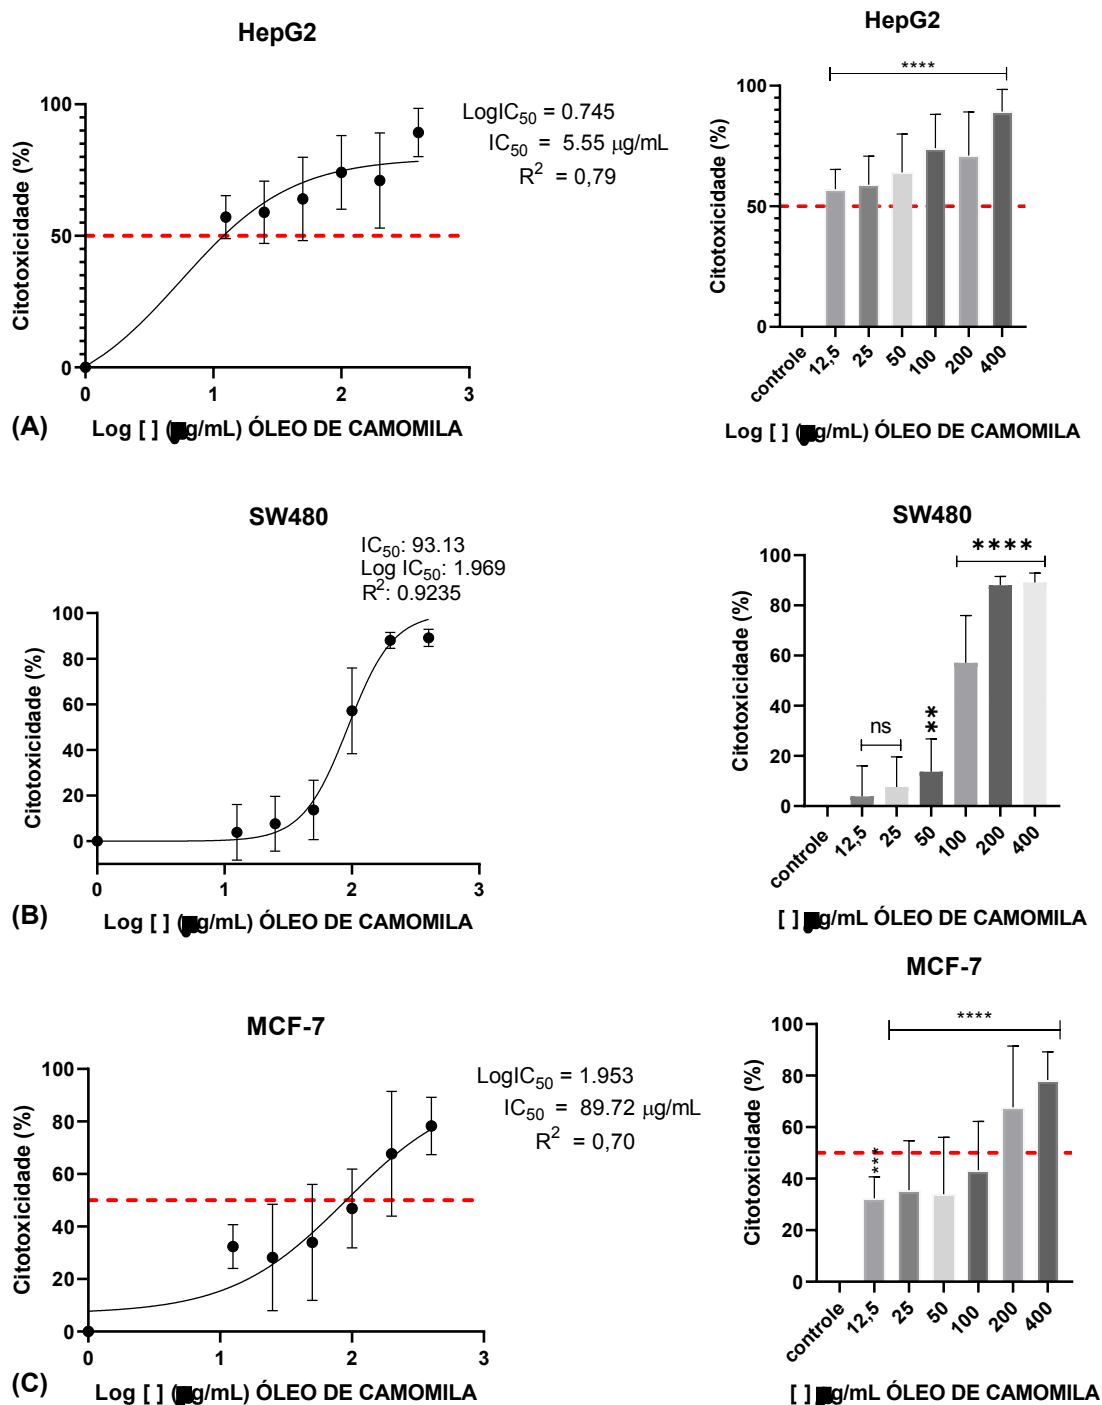 HepG2
Citotoxicidade (%)
100
50
0
0 1 2 3
LogIC50 = 0.745
IC50 = 5.55 µg/mL
R2 = 0,79
(A)
Log [ ] (g/mL) ÓLEO DE CAMOMILA
HepG2
****
Citotoxicidade (%)
100
50
0
controle 12,5 25 50 100 200 400
Log [ ] (g/mL) ÓLEO DE CAMOMILA
SW480
IC50: 93.13
Log IC50: 1.969
R2: 0.9235
Citotoxicidade (%)
100
80
60
40
20
0
0 1 2 3
(B)
Log [ ] (g/mL) ÓLEO DE CAMOMILA
SW480
****
ns
**
Citotoxicidade (%)
100
80
60
40
20
0
controle 12,5 25 50 100 200 400
[ ] g/mL ÓLEO DE CAMOMILA
MCF-7
LogIC50 = 1.953
IC50 = 89.72 µg/mL
R2 = 0,70
Citotoxicidade (%)
100
80
60
40
20
0
0 1 2 3
(C)
Log [ ] (g/mL) ÓLEO DE CAMOMILA
MCF-7
****
***
Citotoxicidade (%)
100
80
60
40
20
0
controle 12,5 25 50 100 200 400
[ ] g/mL ÓLEO DE CAMOMILA